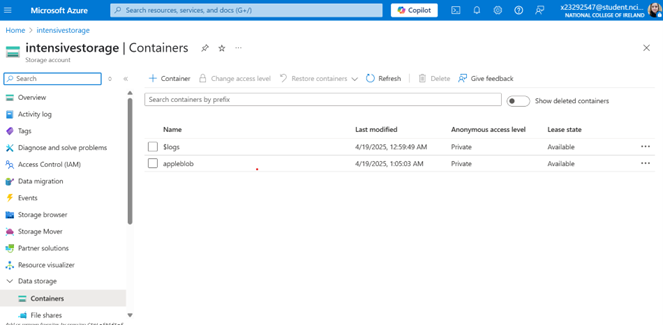 Microsoft Azure
Search resources, services, and docs (G+/)
Copilot
x23292547@student.nci...
NATIONAL COLLEGE OF IRELAND
Home > intensivestorage
intensivestorage | Containers
Storage account
Search
Container
Change access level
Restore containers
Refresh
Delete
Give feedback
Overview
Activity log
Tags
Diagnose and solve problems
Access Control (IAM)
Data migration
Events
Storage browser
Storage Mover
Partner solutions
Resource visualizer
Data storage
Containers
File shares
Search containers by prefix
Show deleted containers
Name Last modified Anonymous access level Lease state
$logs 4/19/2025, 12:59:49 AM Private Available
appleblob 4/19/2025, 1:05:03 AM Private Available